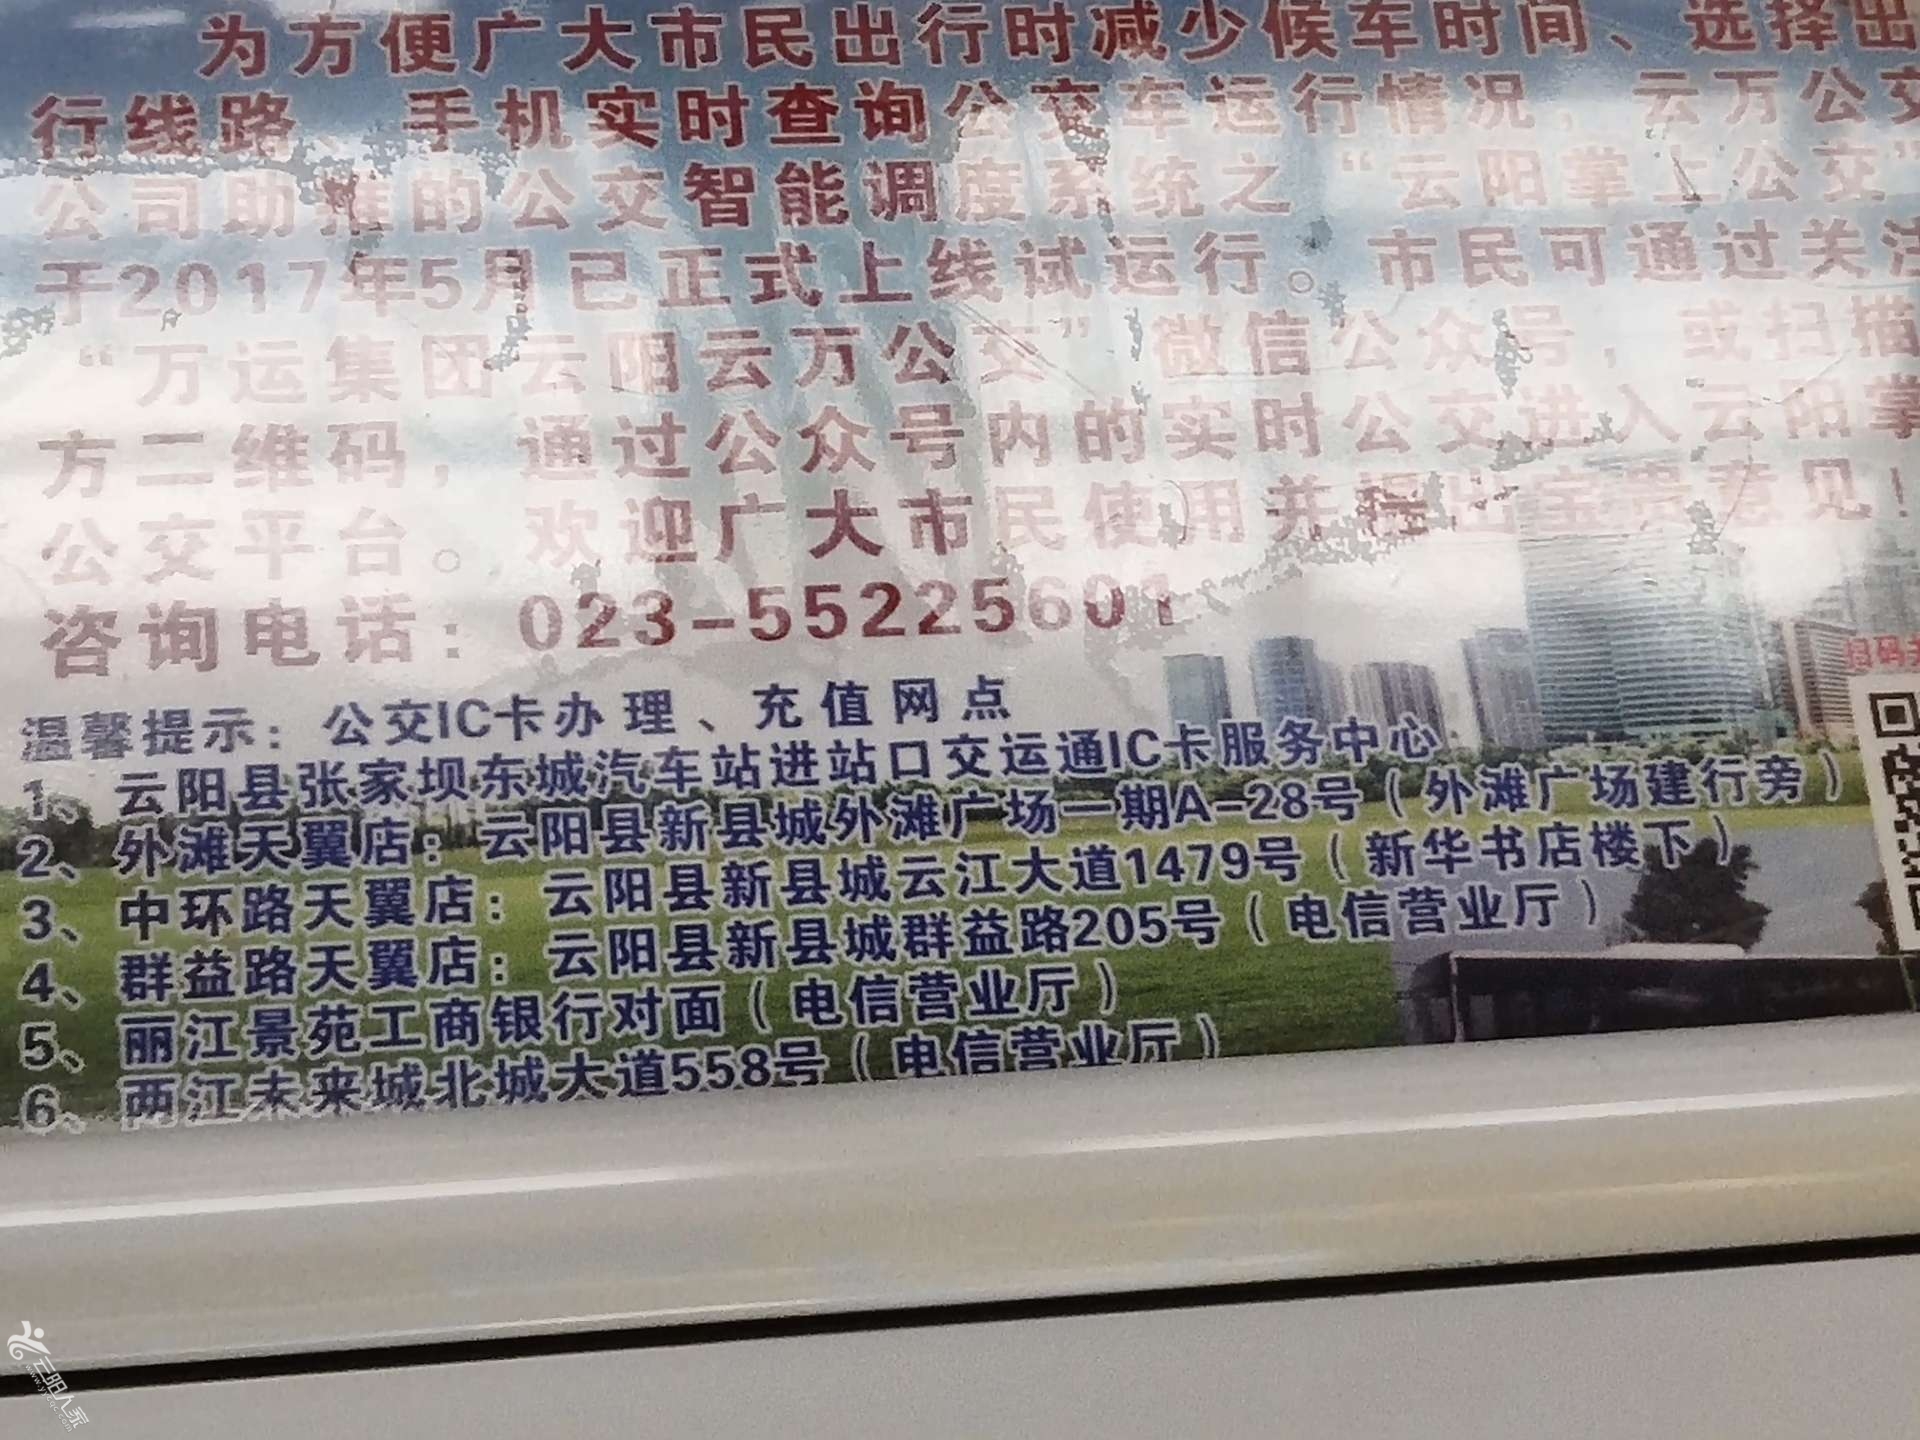 为方便广大市民出行时减少候车时间、选择出
行线路、手机实时查询公交车运行情况，云万公交
公司助推的公交智能调度系统之“云阳掌上公交”
于2017年5月已正式上线试运行。市民可通过关注
“万运集团云阳云万公交”微信公众号，或扫描
方二维码，通过公众号内的实时公交进入云阳掌
公交平台。欢迎广大市民使用并提出宝贵意见！
咨询电话：023-55225601
扫码关
温馨提示：公交IC卡办理、充值网点
1、云阳县张家坝东城汽车站进站口交运通IC卡服务中心
2、外滩天翼店：云阳县新县城外滩广场一期A-28号（外滩广场建行旁）
3、中环路天翼店：云阳县新县城云江大道1479号（新华书店楼下）
4、群益路天翼店：云阳县新县城群益路205号（电信营业厅）
5、丽江景苑工商银行对面（电信营业厅）
6、两江未来城北城大道558号（电信营业厅）
云阳人家